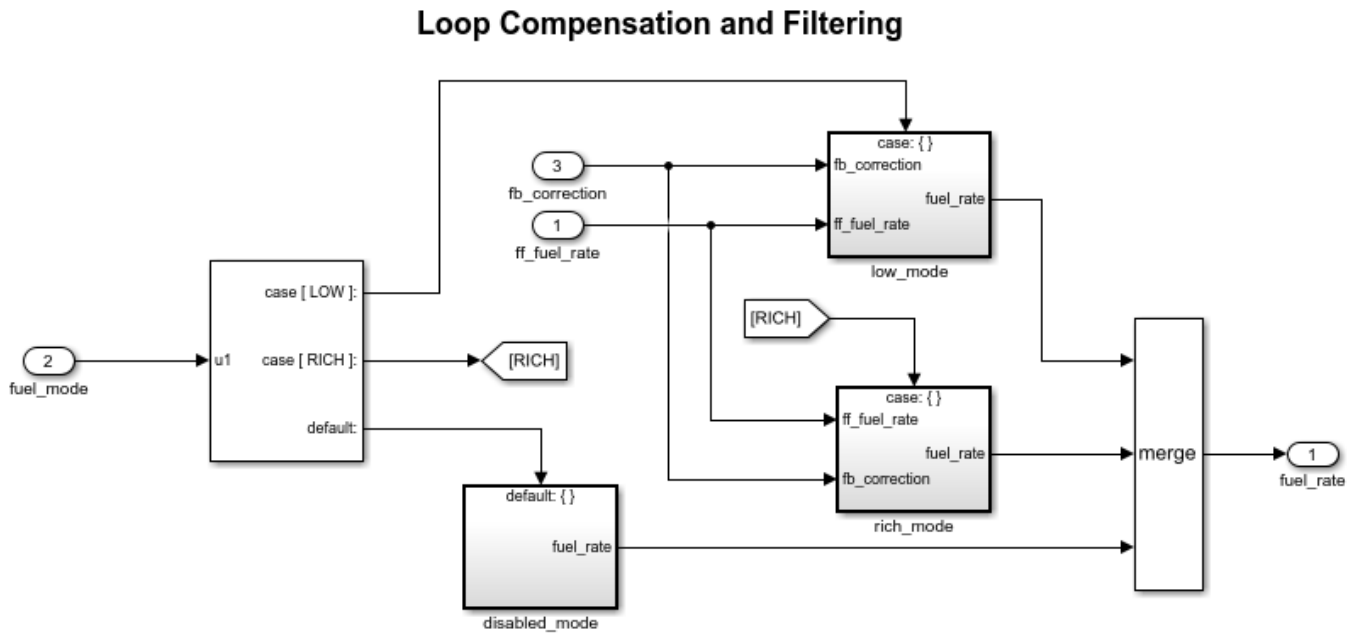 Loop Compensation and Filtering
case: { }
3
fb_correction
fb_correction
fuel_rate
1
ff_fuel_rate
ff_fuel_rate
low_mode
case [ LOW ]:
[RICH]
2
fuel_mode
u1
case [ RICH ]:
[RICH]
case: { }
ff_fuel_rate
default:
fuel_rate
merge
1
fuel_rate
fb_correction
default: { }
rich_mode
fuel_rate
disabled_mode